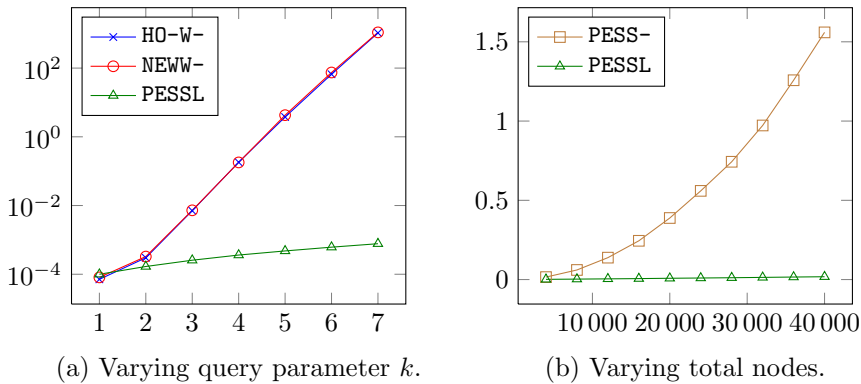 HO-W-
NEWW-
PESSL
10^2
10^0
10^{-2}
10^{-4}
1 2 3 4 5 6 7
(a) Varying query parameter k.
PESS-
PESSL
1.5
1
0.5
0
10 000 20 000 30 000 40 000
(b) Varying total nodes.